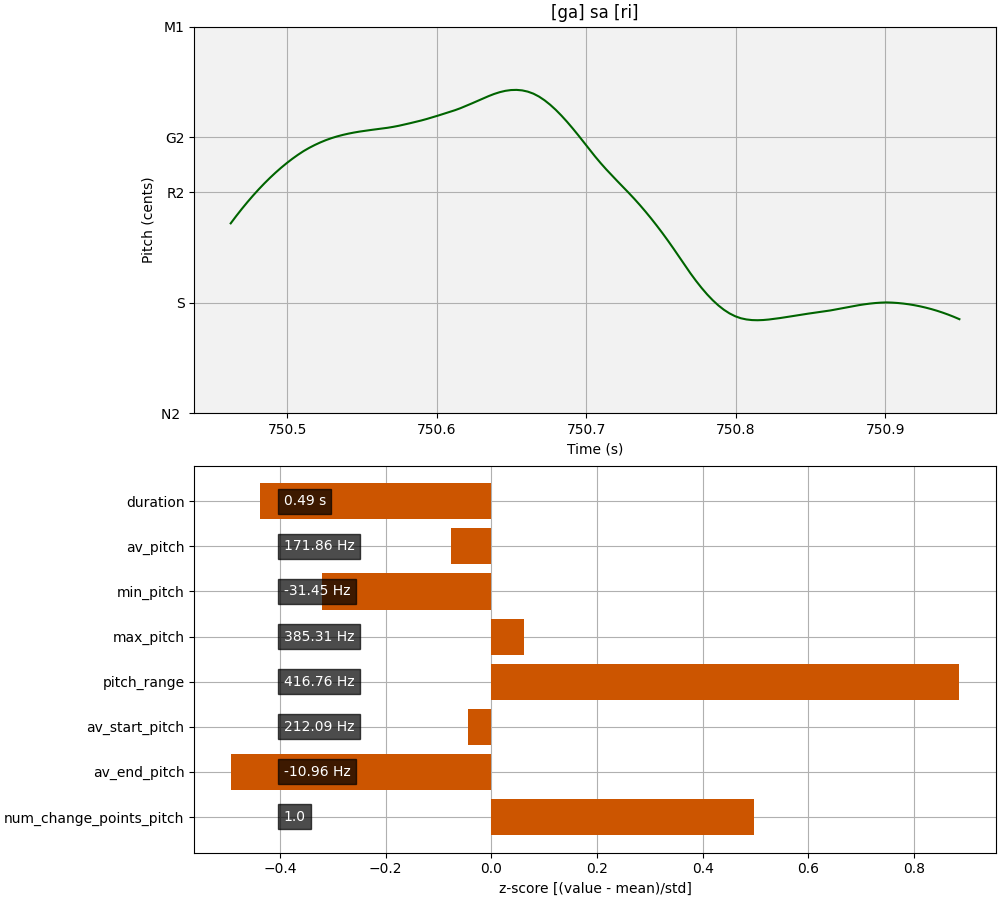 [ga] sa [ri]
M1
G2
R2
S
N2
Pitch (cents)
750.5 750.6 750.7 750.8 750.9
Time (s)
duration 0.49 s
av_pitch 171.86 Hz
min_pitch -31.45 Hz
max_pitch 385.31 Hz
pitch_range 416.76 Hz
av_start_pitch 212.09 Hz
av_end_pitch -10.96 Hz
num_change_points_pitch 1.0
−0.4 −0.2 0.0 0.2 0.4 0.6 0.8
z-score [(value - mean)/std]